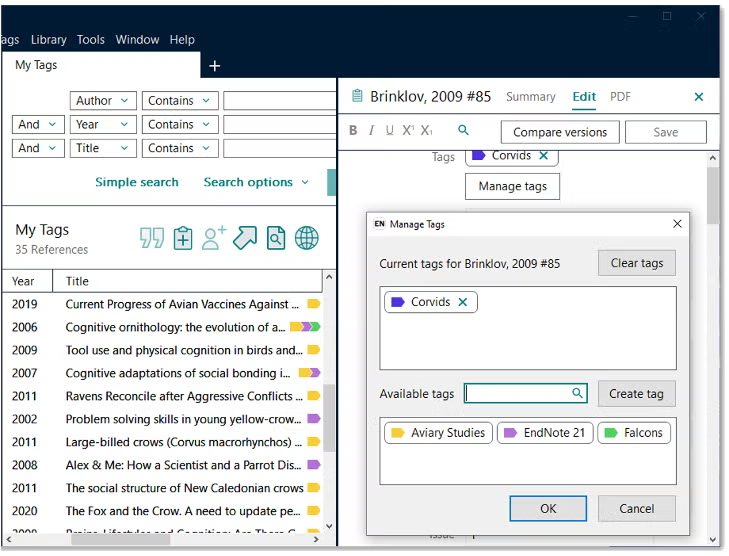 ags Library Tools Window Help
My Tags +
Author Contains
And Year Contains
And Title Contains
Simple search Search options
My Tags
35 References
Year Title
2019 Current Progress of Avian Vaccines Against ...
2006 Cognitive ornithology: the evolution of a...
2009 Tool use and physical cognition in birds and...
2007 Cognitive adaptations of social bonding i...
2011 Ravens Reconcile after Aggressive Conflicts ...
2002 Problem solving skills in young yellow-crow...
2011 Large-billed crows (Corvus macrorhynchos) ...
2008 Alex & Me: How a Scientist and a Parrot Dis...
2011 The social structure of New Caledonian crows
2020 The Fox and the Crow. A need to update pe...
Brinklov, 2009 #85 Summary Edit PDF
B I U X¹ X₁ Compare versions Save
Tags Corvids
Manage tags
EN Manage Tags
Current tags for Brinklov, 2009 #85 Clear tags
Corvids
Available tags Create tag
Aviary Studies EndNote 21 Falcons
OK Cancel
Issue